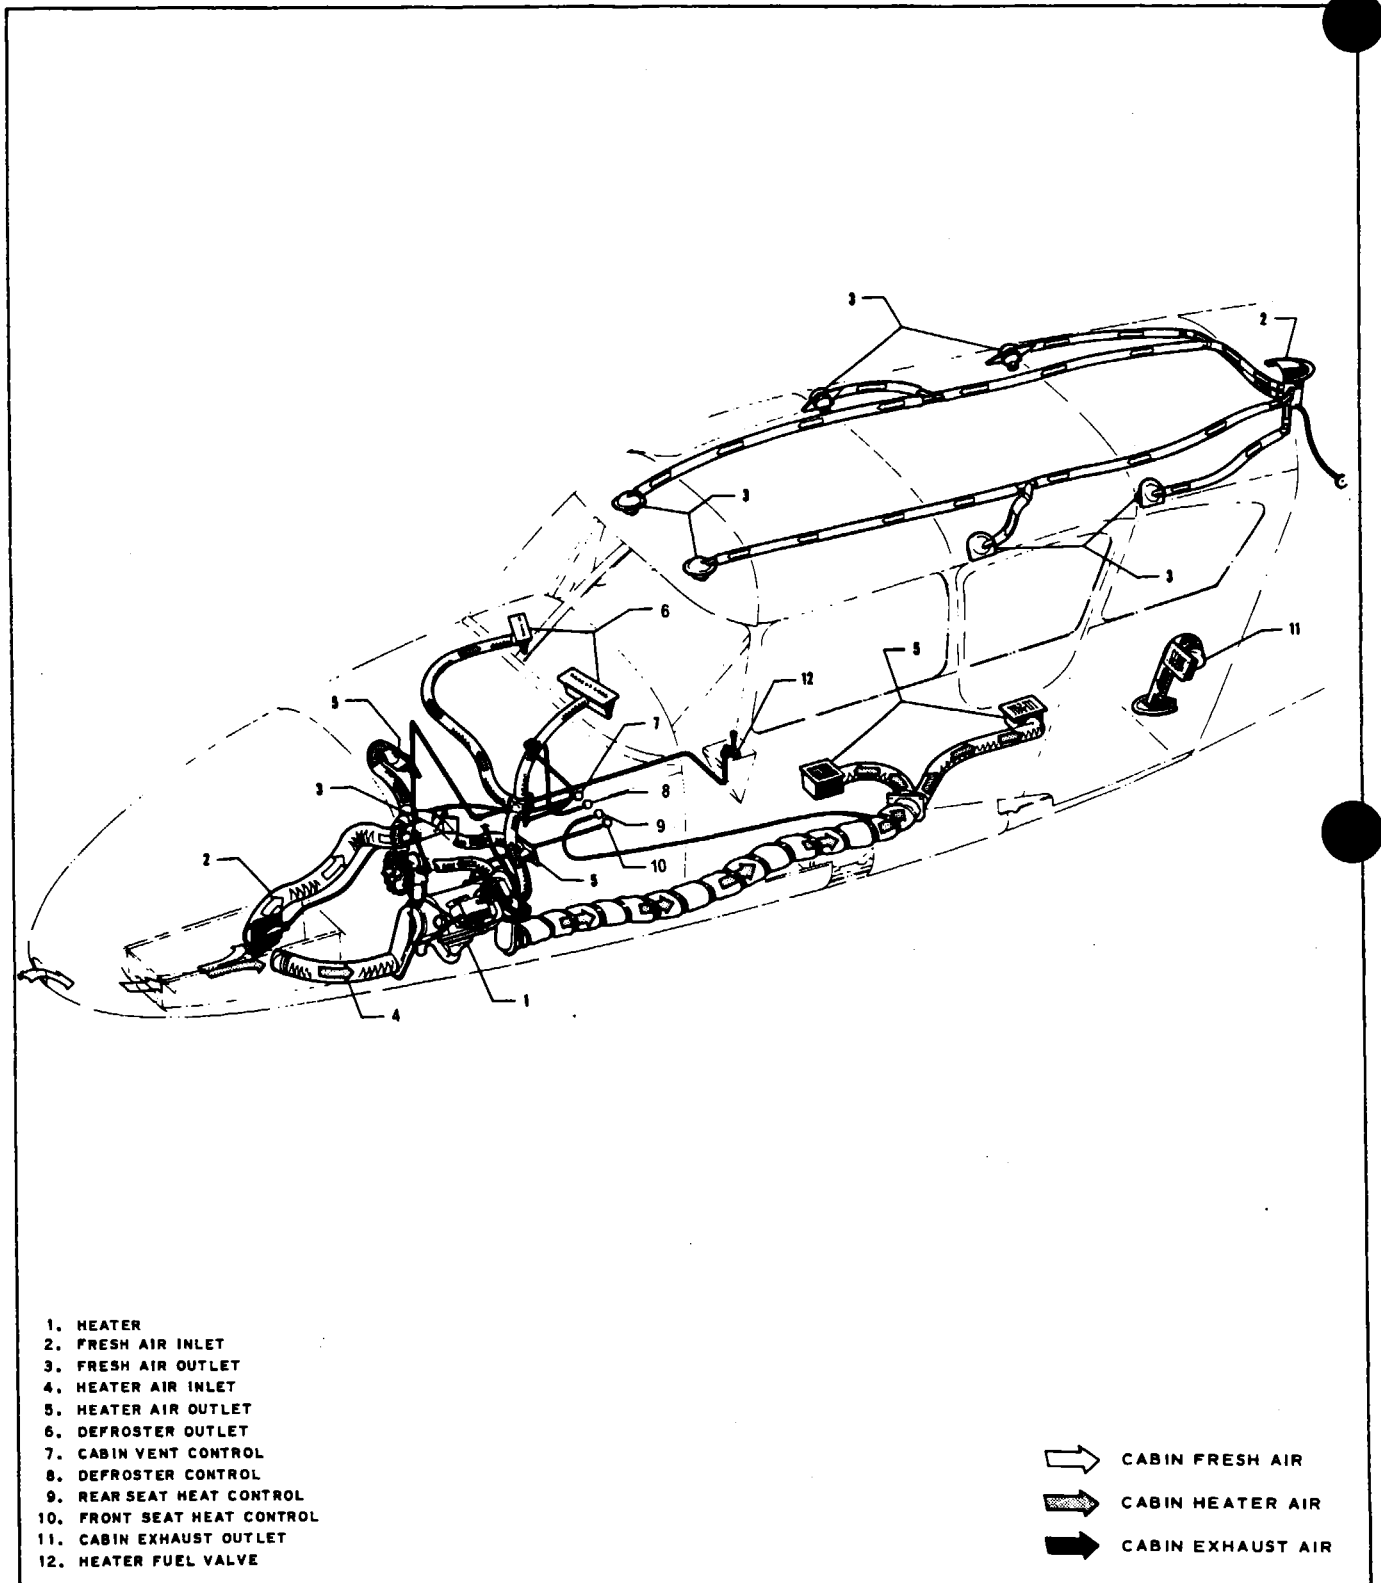 3
2
3
3
6
11
5
12
5
7
3
8
9
2
10
5
1
4
1. HEATER
2. FRESH AIR INLET
3. FRESH AIR OUTLET
4. HEATER AIR INLET
5. HEATER AIR OUTLET
6. DEFROSTER OUTLET
7. CABIN VENT CONTROL
8. DEFROSTER CONTROL
9. REAR SEAT HEAT CONTROL
10. FRONT SEAT HEAT CONTROL
11. CABIN EXHAUST OUTLET
12. HEATER FUEL VALVE
CABIN FRESH AIR
CABIN HEATER AIR
CABIN EXHAUST AIR